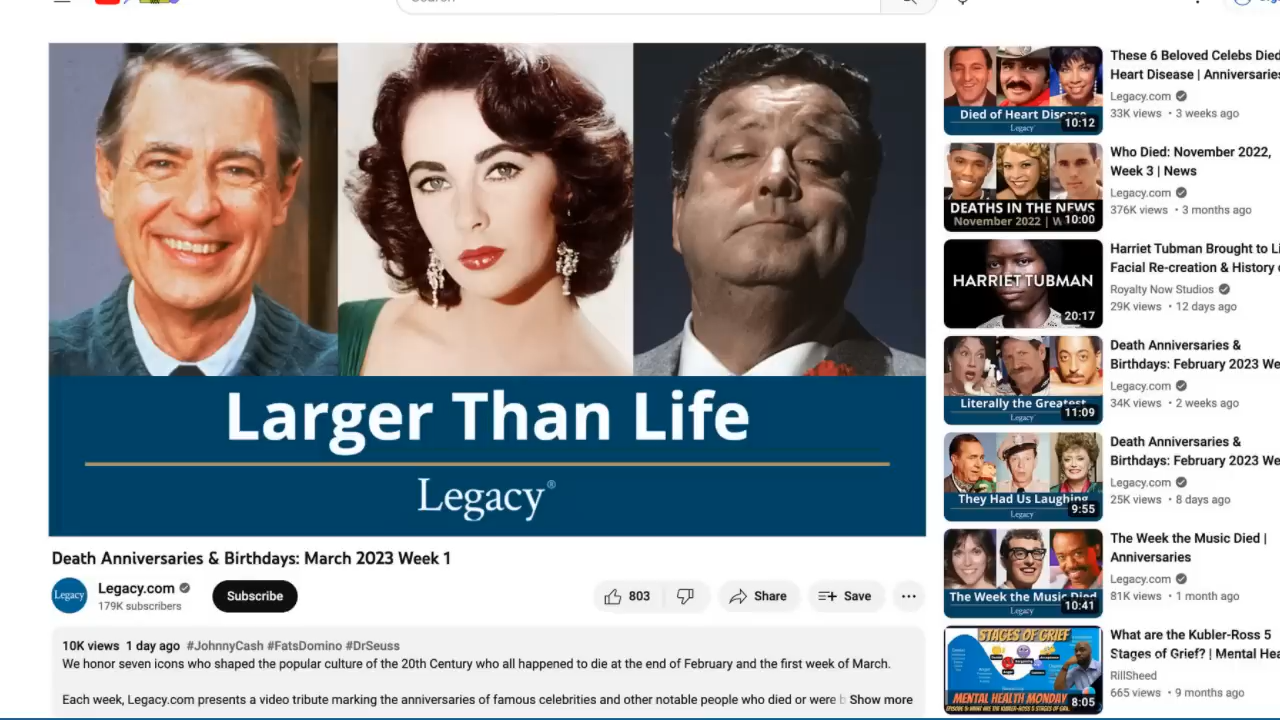 Larger Than Life
Legacy®
Death Anniversaries & Birthdays: March 2023 Week 1
Legacy
Legacy.com
179K subscribers
Subscribe
803
Share
Save
10K views 1 day ago #JohnnyCash #FatsDomino #DrSeuss
We honor seven icons who shaped the popular culture of the 20th Century who all happened to die at the end of February and the first week of March.
Each week, Legacy.com presents a video marking the anniversaries of famous celebrities and other notable people who died or were b Show more
Died of Heart Disease
Legacy
10:12
These 6 Beloved Celebs Died
Heart Disease | Anniversaries
Legacy.com
33K views • 3 weeks ago
DEATHS IN THE NEWS
November 2022 | W
10:00
Who Died: November 2022,
Week 3 | News
Legacy.com
376K views • 3 months ago
HARRIET TUBMAN
20:17
Harriet Tubman Brought to Li
Facial Re-creation & History
Royalty Now Studios
29K views • 12 days ago
Literally the Greatest
Legacy
11:09
Death Anniversaries &
Birthdays: February 2023 We
Legacy.com
34K views • 2 weeks ago
They Had Us Laughing
Legacy
9:55
Death Anniversaries &
Birthdays: February 2023 We
Legacy.com
25K views • 8 days ago
The Week the Music Died
Legacy
10:41
The Week the Music Died |
Anniversaries
Legacy.com
81K views • 1 month ago
STAGES OF GRIEF
MENTAL HEALTH MONDAY
8:05
What are the Kubler-Ross 5
Stages of Grief? | Mental Hea
RillSheed
665 views • 9 months ago